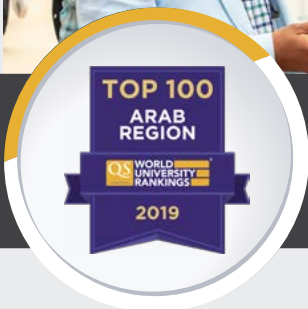 TOP 100
ARAB
REGION
QS WORLD
UNIVERSITY
RANKINGS
2019